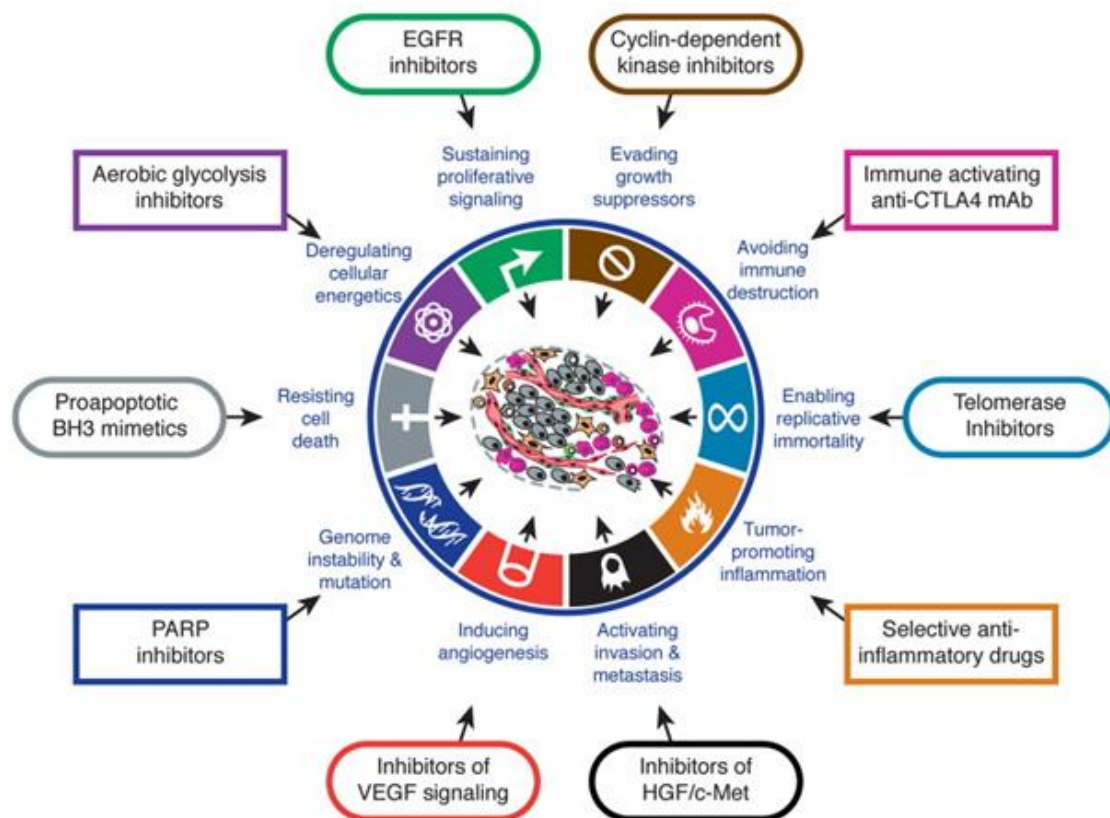 EGFR
inhibitors
Cyclin-dependent
kinase inhibitors
Sustaining
proliferative
signaling
Evading
growth
suppressors
Aerobic glycolysis
inhibitors
Immune activating
anti-CTLA4 mAb
Deregulating
cellular
energetics
Avoiding
immune
destruction
Proapoptotic
BH3 mimetics
Resisting
cell
death
Enabling
replicative
immortality
Telomerase
Inhibitors
Genome
instability &
mutation
Tumor-
promoting
inflammation
PARP
inhibitors
Inducing
angiogenesis
Activating
invasion &
metastasis
Selective anti-
inflammatory drugs
Inhibitors of
VEGF signaling
Inhibitors of
HGF/c-Met